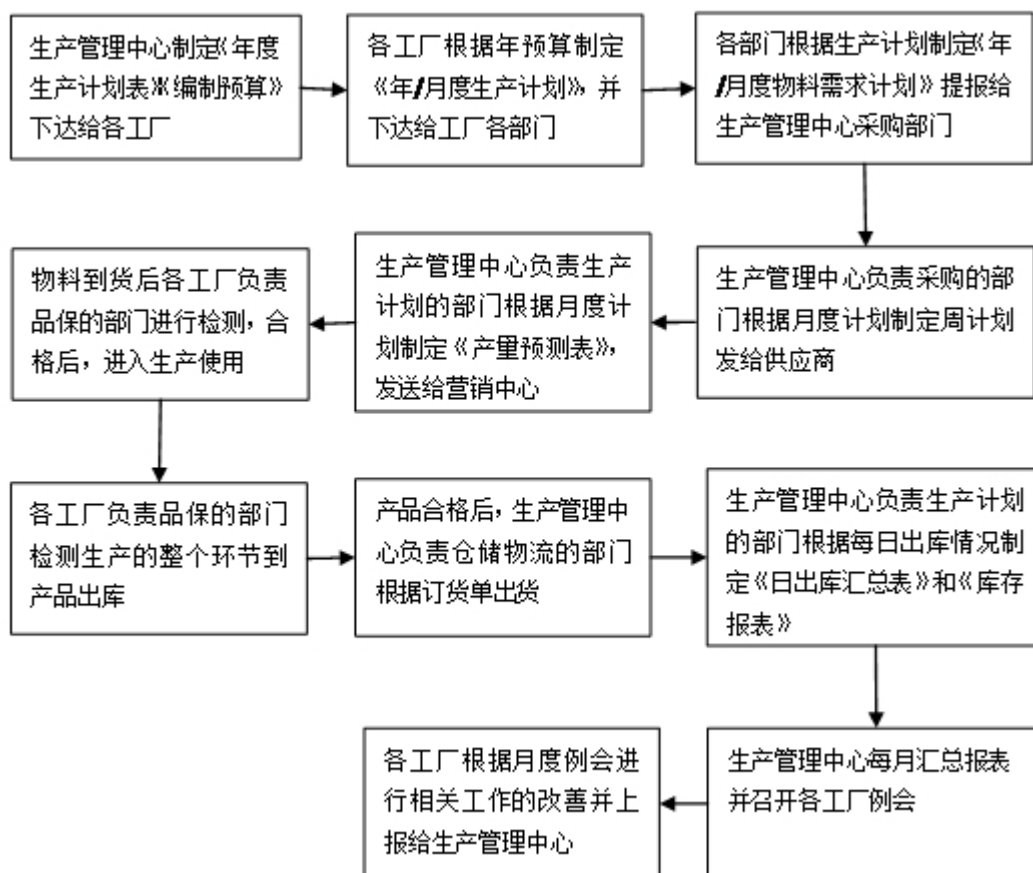 生产管理中心制定《年度
生产计划表》《编制预算》
下达给各工厂
各工厂根据年预算制定
《年/月度生产计划》，并
下达给工厂各部门
各部门根据生产计划制定《年
/月度物料需求计划》提报给
生产管理中心采购部门
生产管理中心负责采购的部
门根据月度计划制定周计划
发给供应商
生产管理中心负责生产
计划的部门根据月度计
划制定《产量预测表》，
发送给营销中心
物料到货后各工厂负责
品保的部门进行检测，合
格后，进入生产使用
各工厂负责品保的部门
检测生产的整个环节到
产品出库
产品合格后，生产管理中
心负责仓储物流的部门
根据订货单出货
生产管理中心负责生产计划
的部门根据每日出库情况制
定《日出库汇总表》和《库存
报表》
生产管理中心每月汇总报表
并召开各工厂例会
各工厂根据月度例会进
行相关工作的改善并上
报给生产管理中心